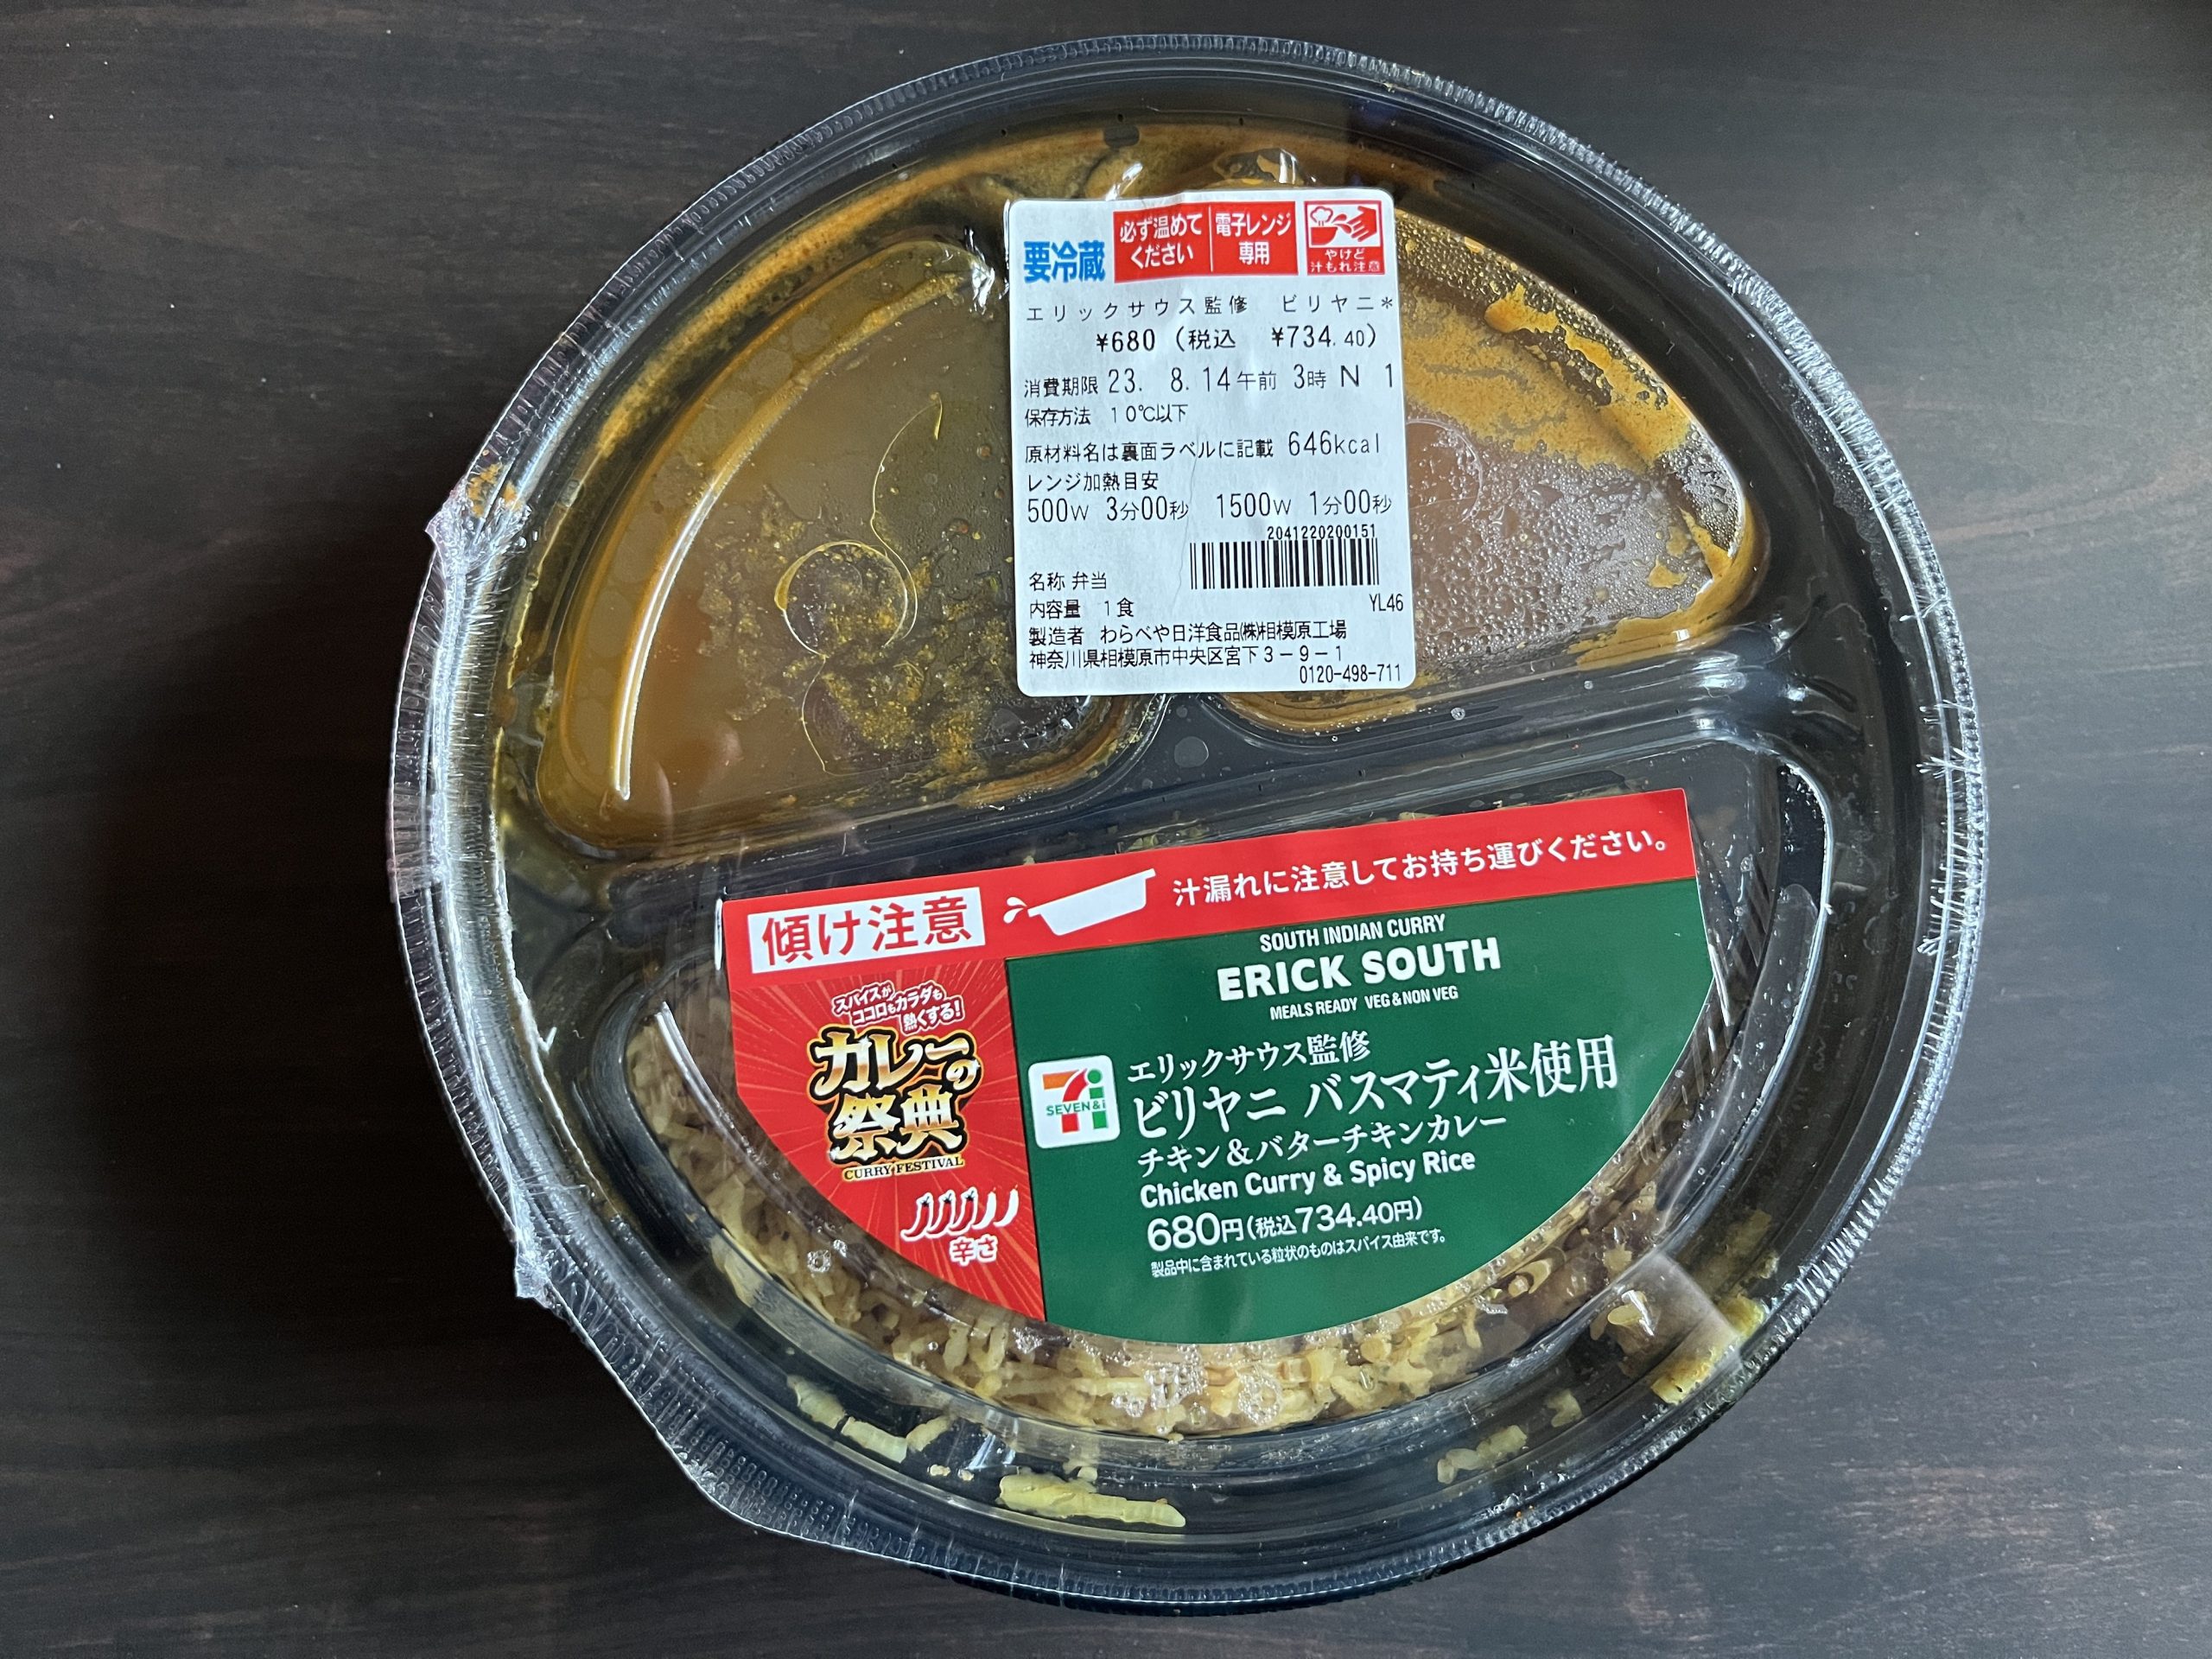 要冷蔵
必ず温めて
ください
電子レンジ
専用
やけど
汁もれ注意
エリックサウス監修 ビリヤニ*
¥680 (税込 ¥734.40)
消費期限 23. 8. 14午前 3時 N 1
保存方法 10℃以下
原材料名は裏面ラベルに記載 646kcal
レンジ加熱目安
500W 3分00秒 1500W 1分00秒
2041220200151
名称 弁当
内容量 1食
YL46
製造者 わらべや日洋食品㈱相模原工場
神奈川県相模原市中央区宮下3-9-1
0120-498-711
傾け注意
汁漏れに注意してお持ち運びください。
スパイスが
ココロもカラダも
熱くする!
カレーの
祭典
CURRY FESTIVAL
辛さ
SOUTH INDIAN CURRY
ERICK SOUTH
MEALS READY VEG & NON VEG
7i
SEVEN&i
エリックサウス監修
ビリヤニ バスマティ米使用
チキン&バターチキンカレー
Chicken Curry & Spicy Rice
680円(税込734.40円)
製品中に含まれている粒状のものはスパイス由来です。